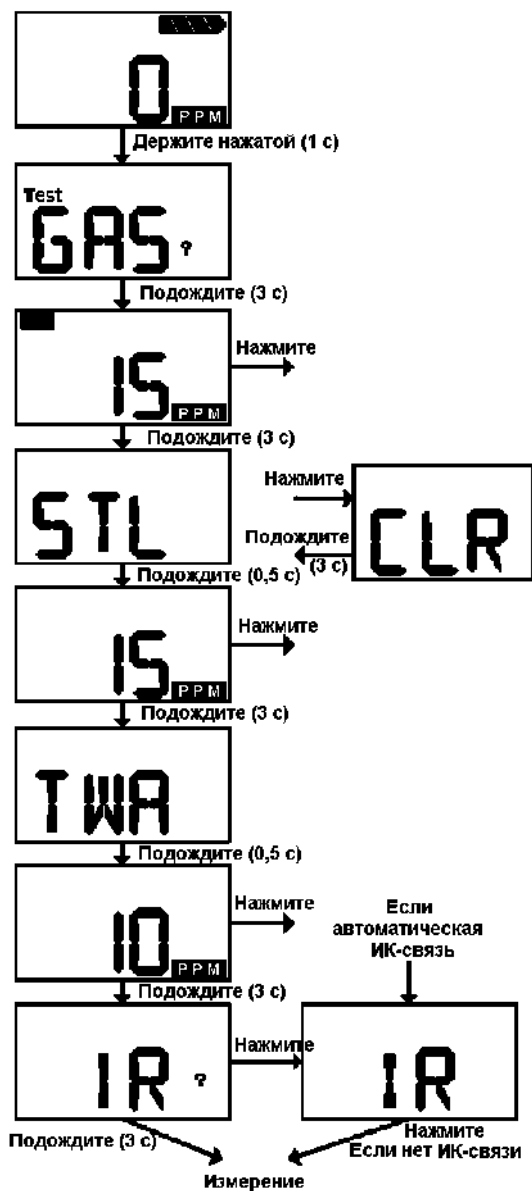 0
PPM
Держите нажатой (1 с)
Test
GAS ?
Подождите (3 с)
15
PPM
Нажмите
Подождите (3 с)
STL
Нажмите
CLR
Подождите
(3 с)
Подождите (0,5 с)
15
PPM
Нажмите
Подождите (3 с)
TWA
Подождите (0,5 с)
10
PPM
Нажмите
Подождите (3 с)
Если
автоматическая
ИК-связь
IR ?
Нажмите
IR
Подождите (3 с)
Нажмите
Если нет ИК-связи
Измерение